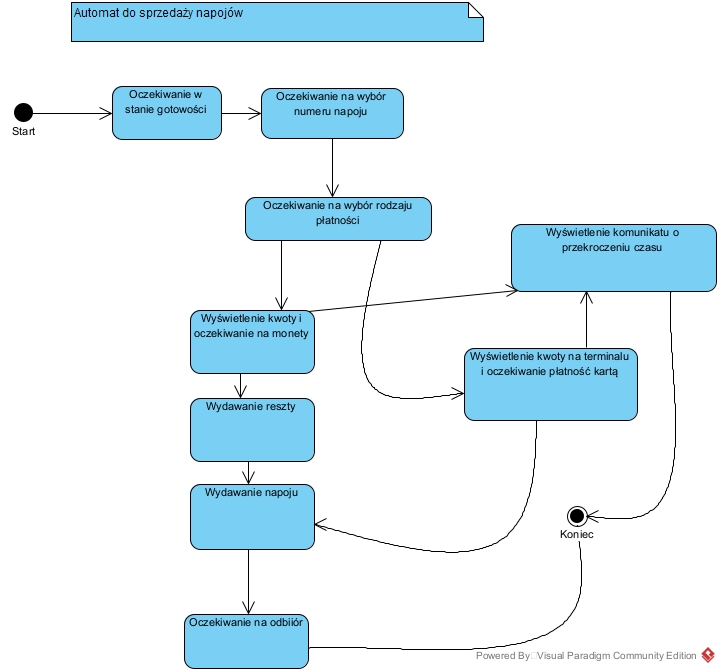 Automat do sprzedaży napojów
Oczekiwanie w
stanie gotowości
Oczekiwanie na wybór
numeru napoju
Start
Oczekiwanie na wybór rodzaju
płatności
Wyświetlenie komunikatu o
przekroczeniu czasu
Wyświetlenie kwoty i
oczekiwanie na monety
Wyświetlenie kwoty na terminalu
i oczekiwanie płatność kartą
Wydawanie reszty
Wydawanie napoju
Koniec
Oczekiwanie na odbiiór
Powered By Visual Paradigm Community Edition